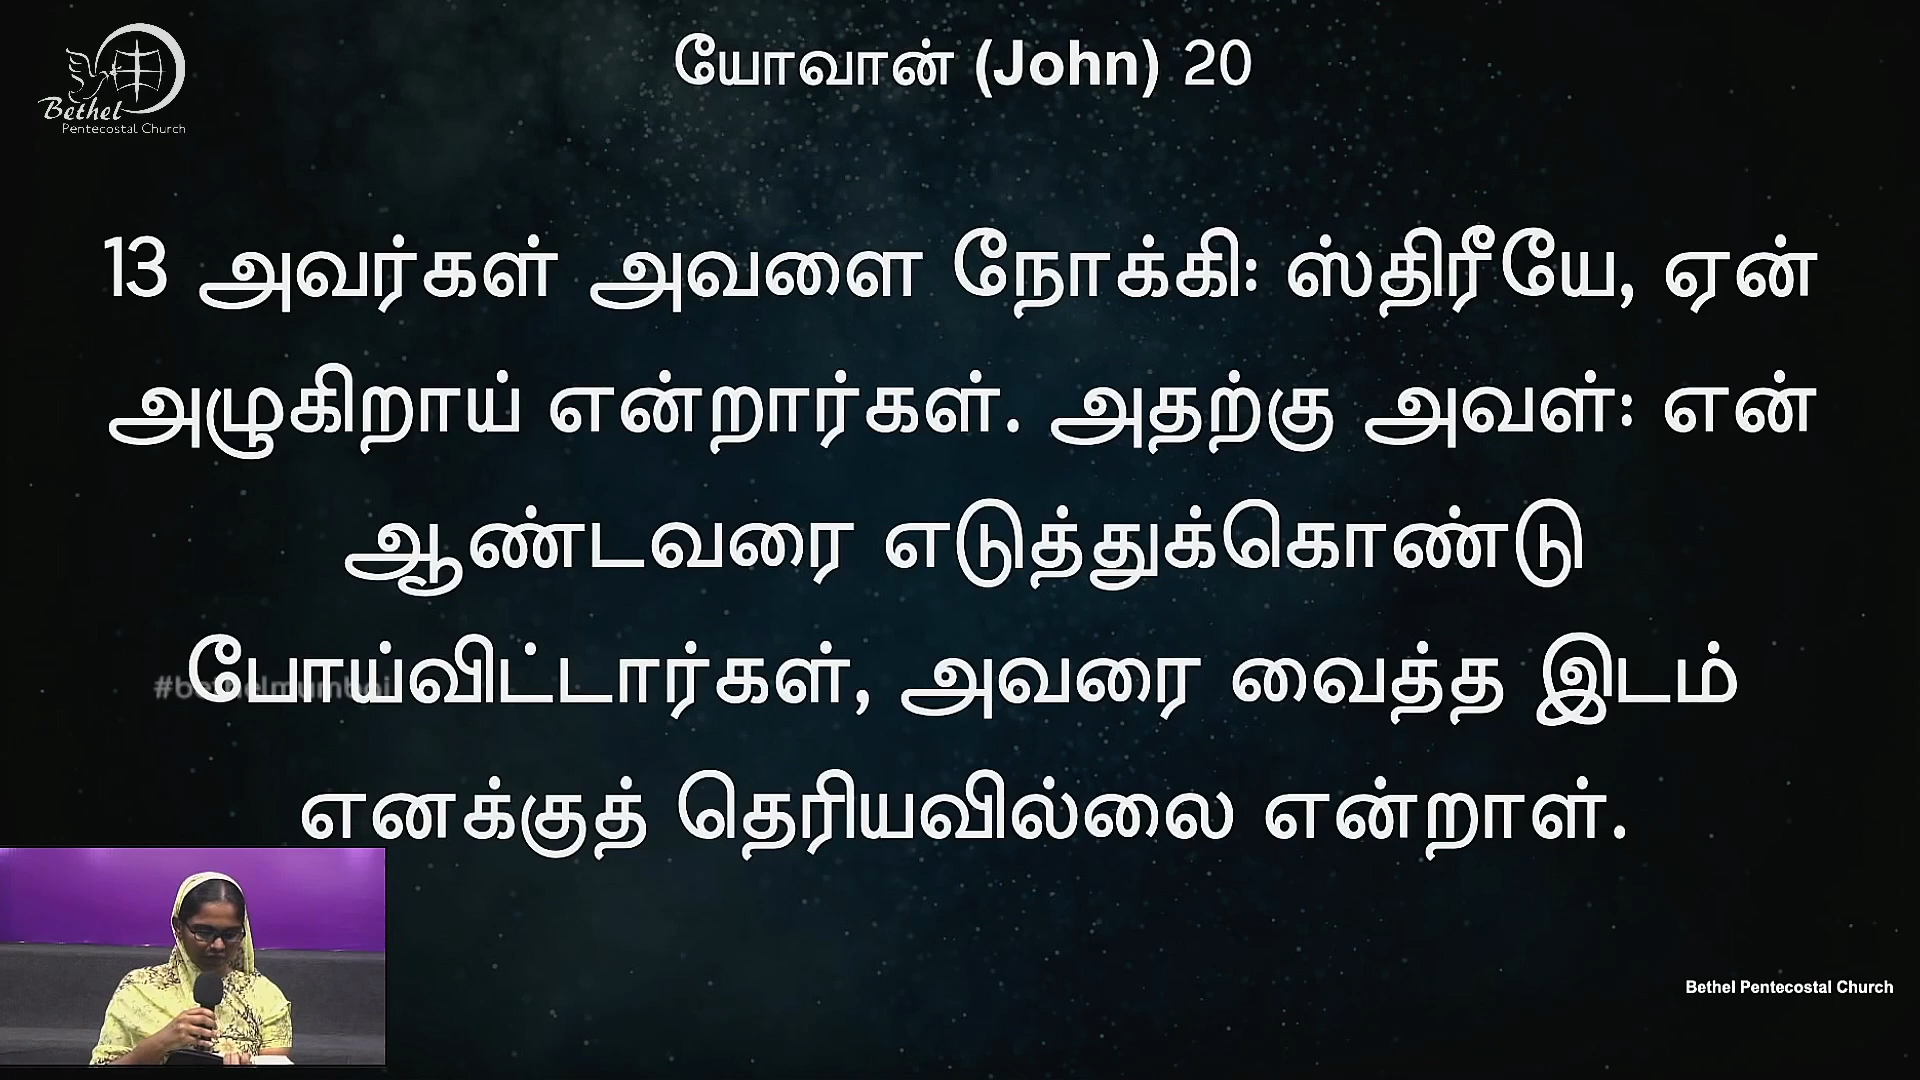 Bethel
Pentecostal Church
யோவான் (John) 20
13 அவர்கள் அவளை நோக்கி: ஸ்திரீயே, ஏன்
அழுகிறாய் என்றார்கள். அதற்கு அவள்: என்
ஆண்டவரை எடுத்துக்கொண்டு
போய்விட்டார்கள், அவரை வைத்த இடம்
எனக்குத் தெரியவில்லை என்றாள்.
#bethelmumbai
Bethel Pentecostal Church